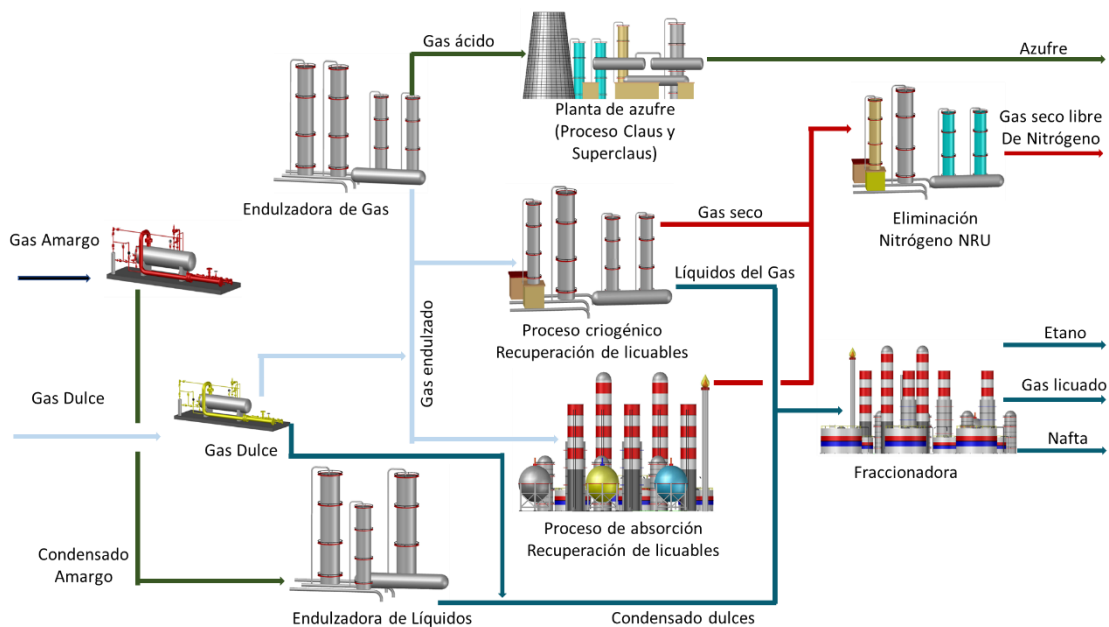 Gas ácido
Azufre
Planta de azufre
(Proceso Claus y
Superclaus)
Gas seco libre
De Nitrógeno
Endulzadora de Gas
Gas seco
Eliminación
Nitrógeno NRU
Gas Amargo
Líquidos del Gas
Proceso criogénico
Recuperación de licuables
Gas endulzado
Etano
Gas licuado
Nafta
Gas Dulce
Gas Dulce
Fraccionadora
Proceso de absorción
Recuperación de licuables
Condensado
Amargo
Endulzadora de Líquidos
Condensado dulces